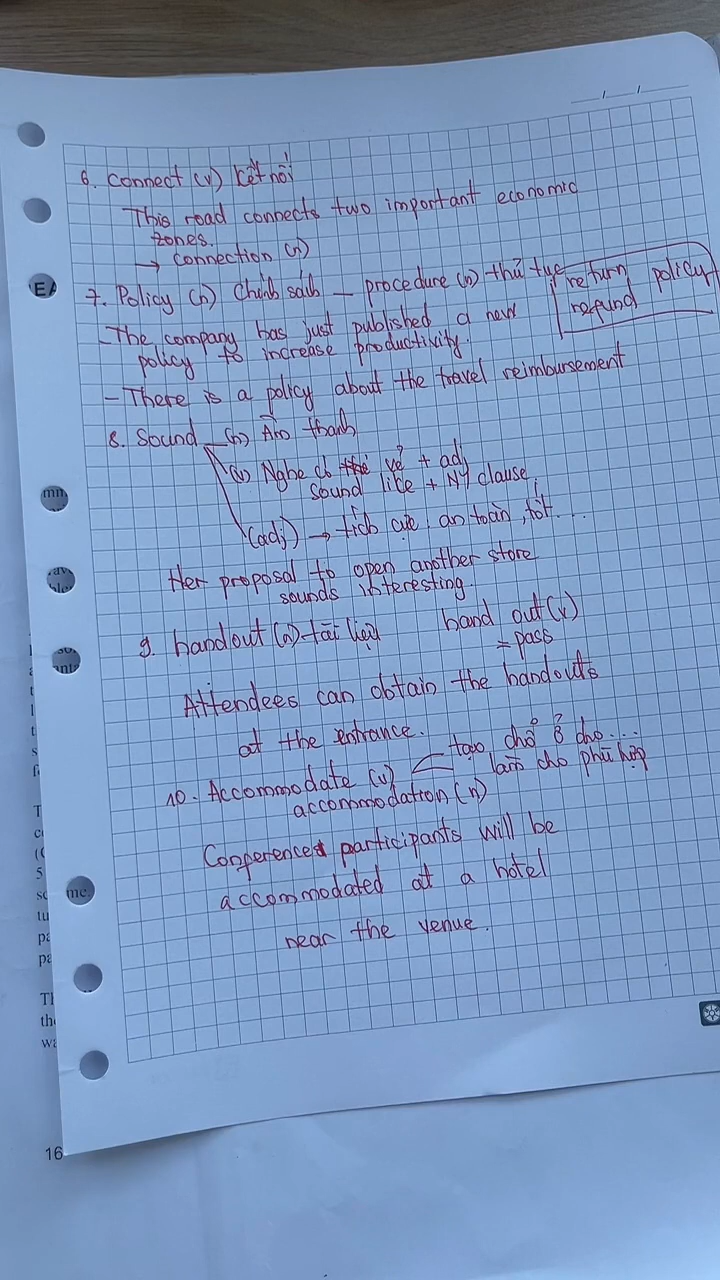 6. Connect (v) kết nối
This road connects two important economic
zones.
→ connection (n)
7. Policy (n) Chính sách — procedure (n) thủ tục
return policy
refund
- The company has just published a new
policy to increase productivity.
- There is a policy about the travel reimbursement
8. Sound (n) Âm thanh
(v) Nghe có vẻ + adj
sound like + N/clause
(adj) → tích cực, an toàn, tốt...
Her proposal to open another store
sounds interesting.
9. handout (n) tài liệu hand out (v)
= pass
Attendees can obtain the handouts
at the entrance.
10. Accommodate (v) tạo chỗ ở cho...
làm cho phù hợp
accommodation (n)
Conference participants will be
accommodated at a hotel
near the venue.
16